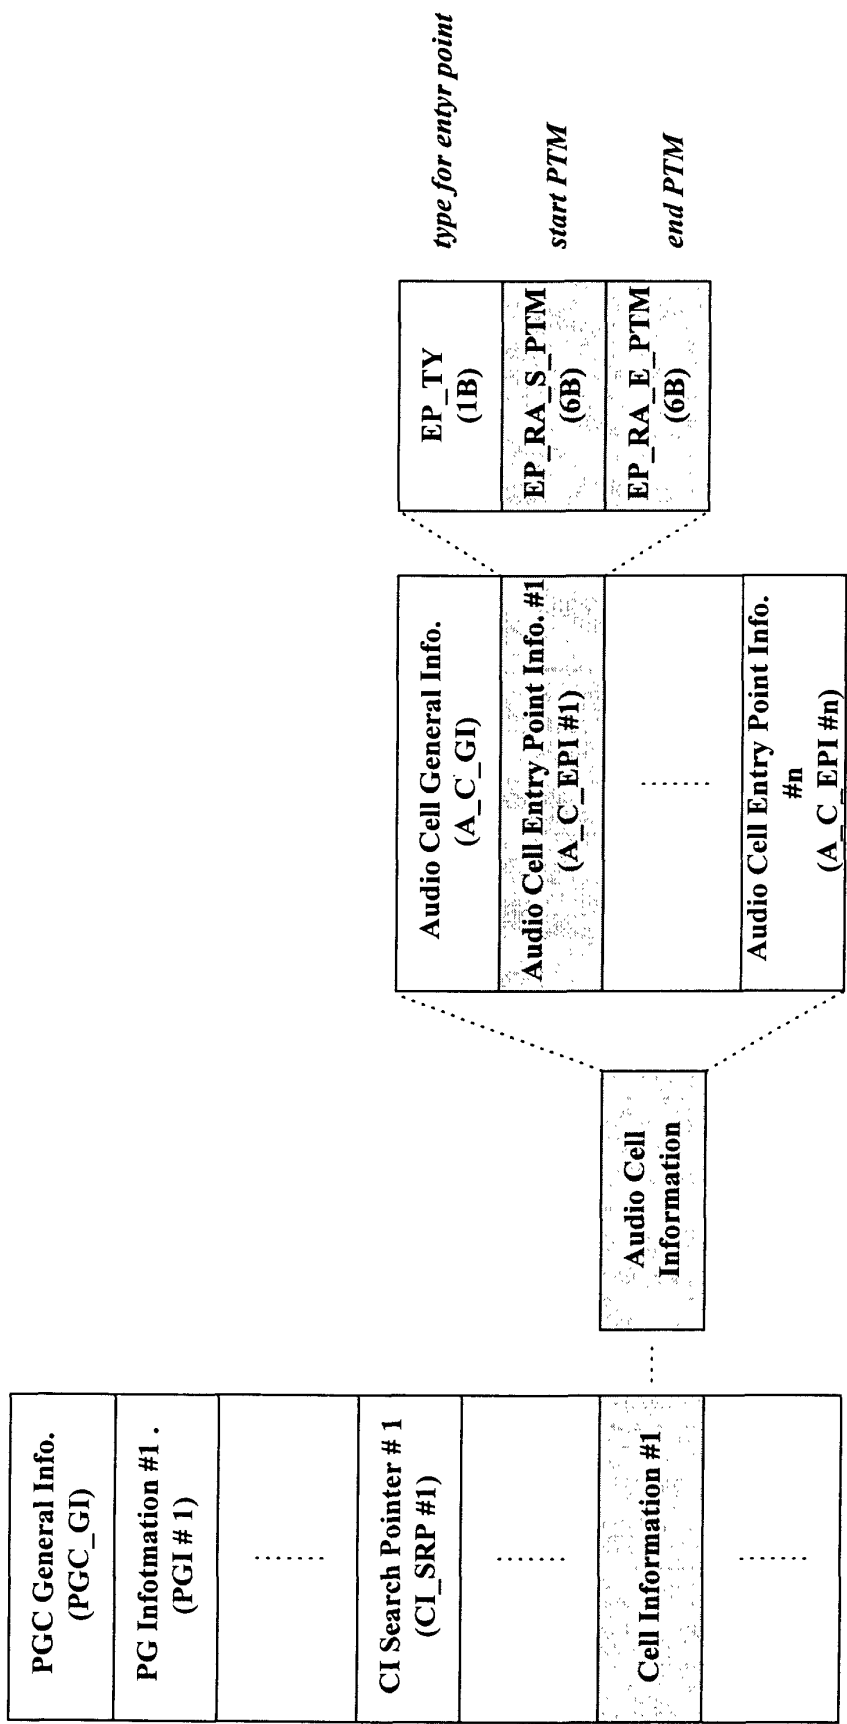 PGC General Info.
(PGC_GI)
PG Infotmation #1 .
(PGI # 1)
CI Search Pointer # 1
(CI_SRP #1)
Cell Information #1
Audio Cell
Information
Audio Cell General Info.
(A_C_GI)
Audio Cell Entry Point Info. #1
(A_C_EPI #1)
Audio Cell Entry Point Info.
#n
(A_C_EPI #n)
EP_TY
(1B)
EP_RA_S_PTM
(6B)
EP_RA_E_PTM
(6B)
type for entyr point
start PTM
end PTM